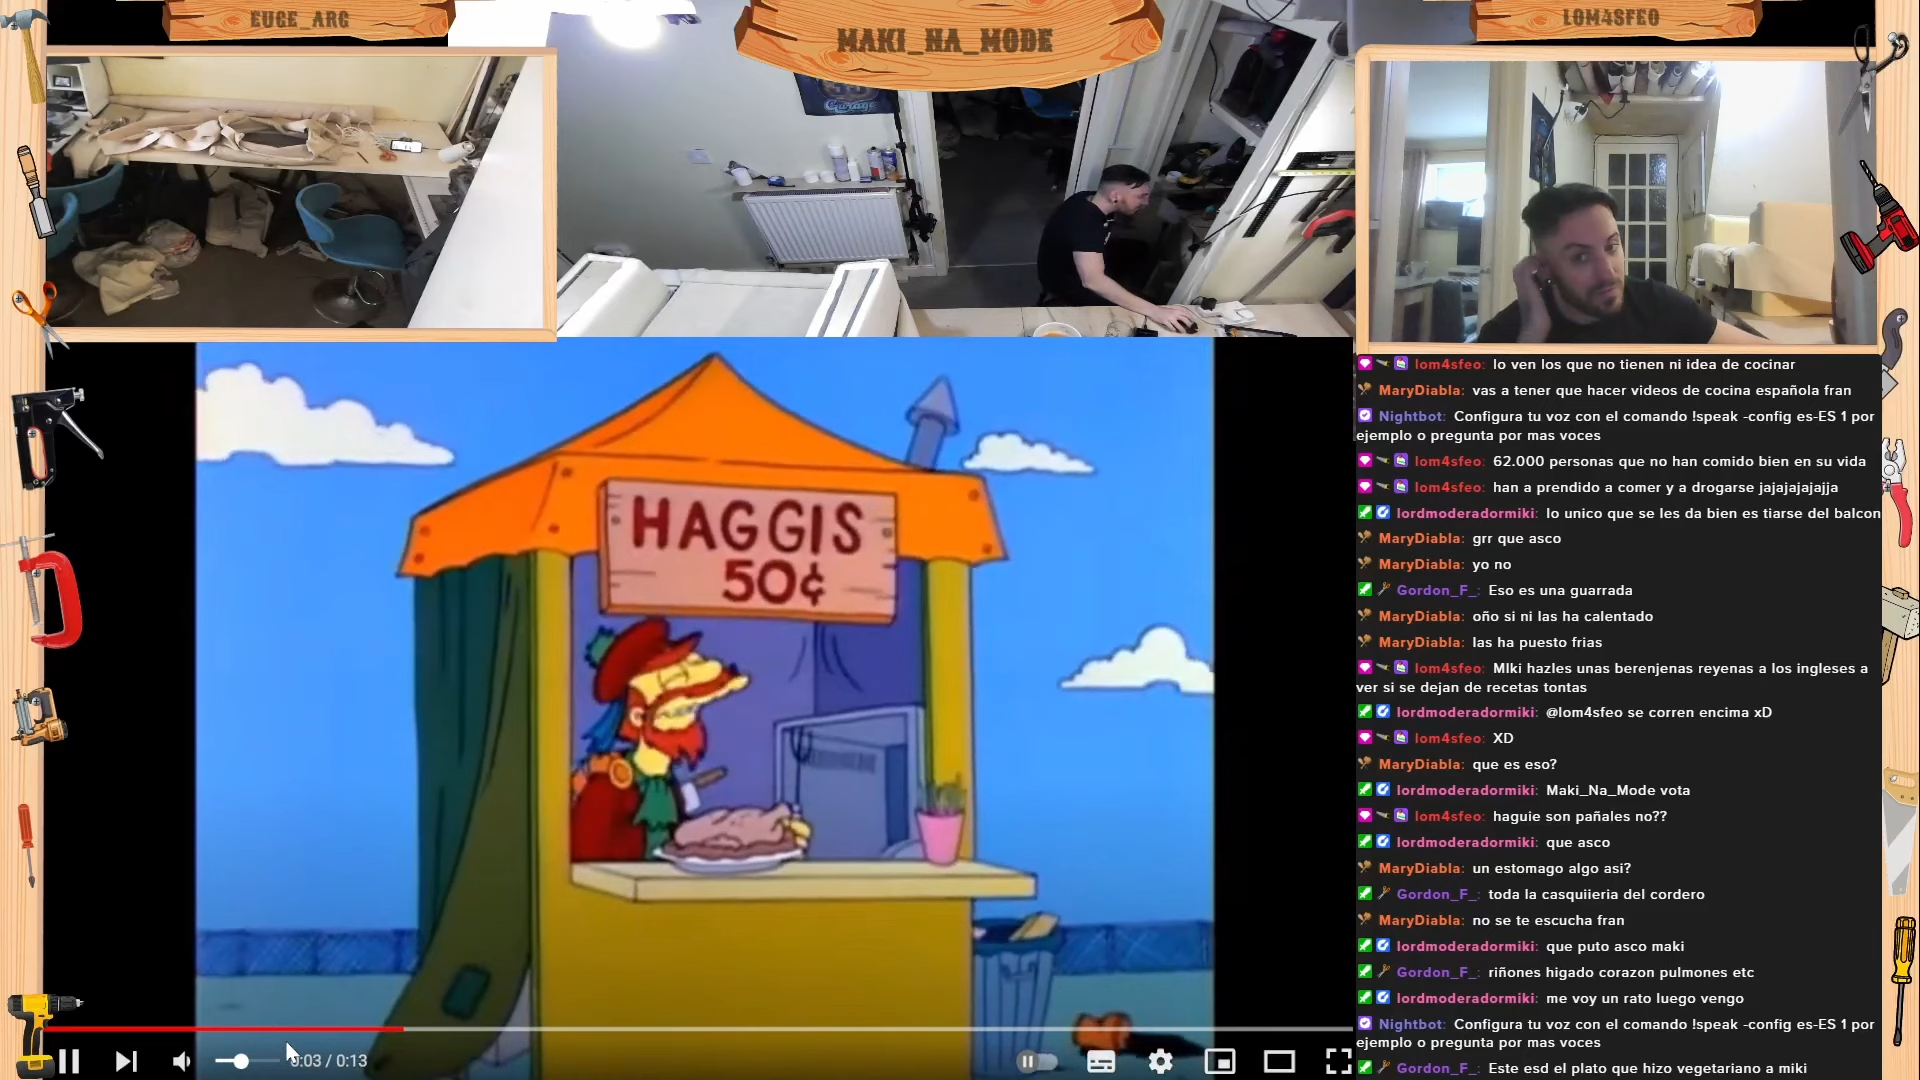 EUGE_ARG
MAKI_NA_MODE
LOM4SFEO
Garage
HAGGIS
50¢
0:03 / 0:13
lom4sfeo: lo ven los que no tienen ni idea de cocinar
MaryDiabla: vas a tener que hacer videos de cocina española fran
Nightbot: Configura tu voz con el comando !speak -config es-ES 1 por
ejemplo o pregunta por mas voces
lom4sfeo: 62.000 personas que no han comido bien en su vida
lom4sfeo: han a prendido a comer y a drogarse jajajajajajja
lordmoderadormiki: lo unico que se les da bien es tiarse del balcon
MaryDiabla: grr que asco
MaryDiabla: yo no
Gordon_F_: Eso es una guarrada
MaryDiabla: oño si ni las ha calentado
MaryDiabla: las ha puesto frias
lom4sfeo: MIki hazles unas berenjenas reyenas a los ingleses a
ver si se dejan de recetas tontas
lordmoderadormiki: @lom4sfeo se corren encima xD
lom4sfeo: XD
MaryDiabla: que es eso?
lordmoderadormiki: Maki_Na_Mode vota
lom4sfeo: haguie son pañales no??
lordmoderadormiki: que asco
MaryDiabla: un estomago algo asi?
Gordon_F_: toda la casquiieria del cordero
MaryDiabla: no se te escucha fran
lordmoderadormiki: que puto asco maki
Gordon_F_: riñones higado corazon pulmones etc
lordmoderadormiki: me voy un rato luego vengo
Nightbot: Configura tu voz con el comando !speak -config es-ES 1 por
ejemplo o pregunta por mas voces
Gordon_F_: Este esd el plato que hizo vegetariano a miki